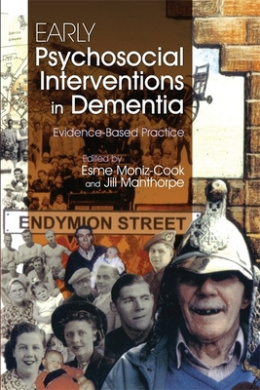 EARLY
Psychosocial
Interventions
in Dementia
Evidence-Based Practice
Edited by
Esme Moniz-Cook
and Jill Manthorpe
ENDYMION STREET